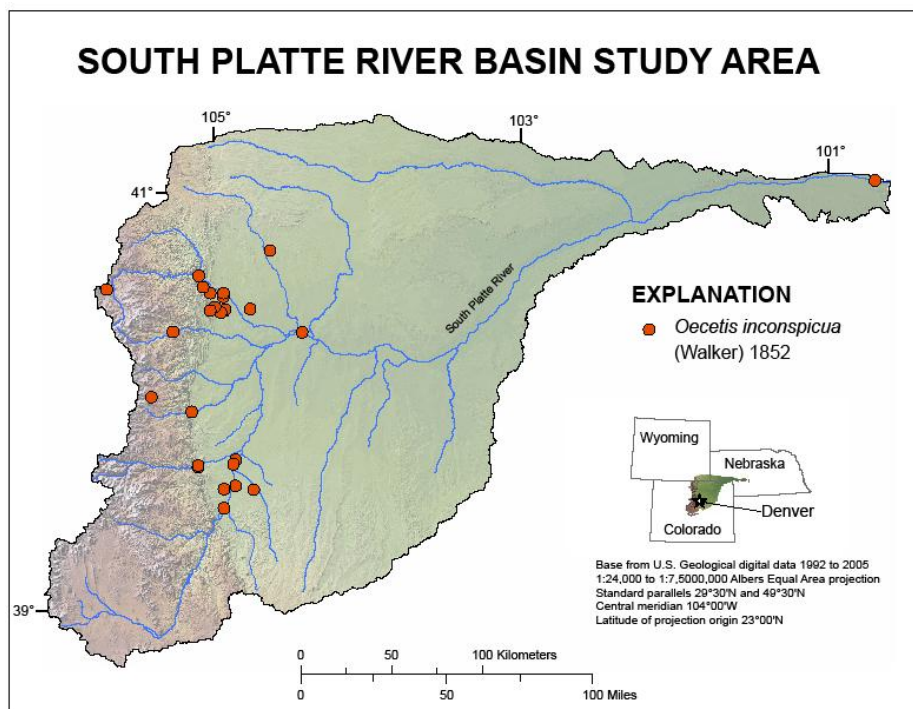 SOUTH PLATTE RIVER BASIN STUDY AREA
105°
103°
101°
41°
South Platte River
EXPLANATION
Oecetis inconspicua
(Walker) 1852
Wyoming
Nebraska
Denver
Colorado
Base from U.S. Geological digital data 1992 to 2005
1:24,000 to 1:7,5000,000 Albers Equal Area projection
Standard parallels 29°30'N and 49°30'N
Central meridian 104°00'W
Latitude of projection origin 23°00'N
39°
0 50 100 Kilometers
0 50 100 Miles